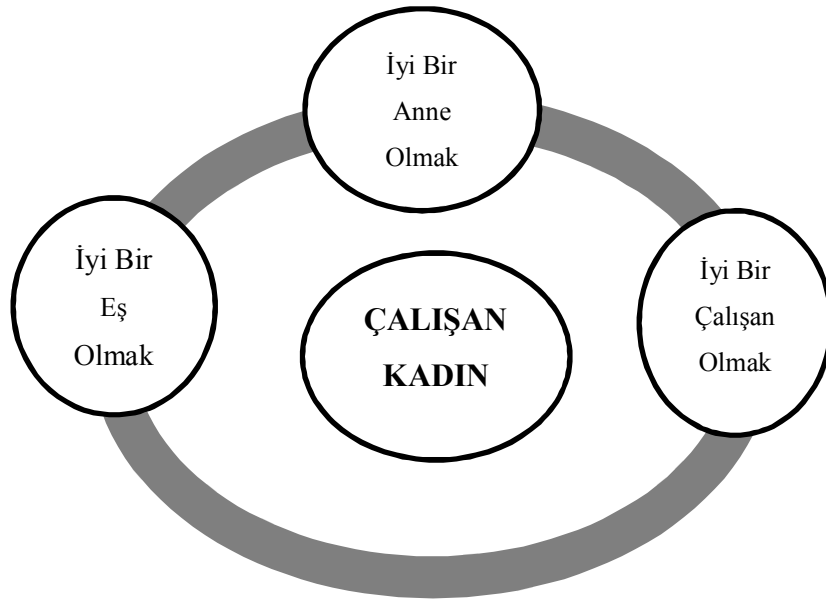 İyi Bir
Anne
Olmak
İyi Bir
Eş
Olmak
ÇALIŞAN
KADIN
İyi Bir
Çalışan
Olmak